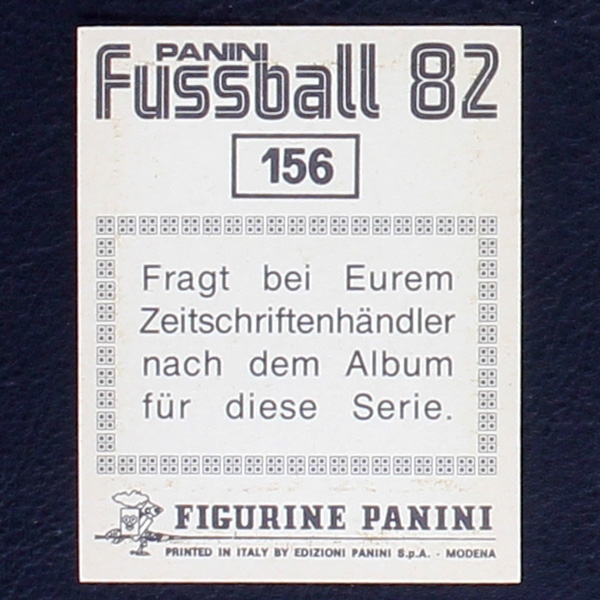 PANINI
Fussball 82
156
Fragt bei Eurem
Zeitschriftenhändler
nach dem Album
für diese Serie.
FIGURINE PANINI
PRINTED IN ITALY BY EDIZIONI PANINI S.p.A. - MODENA